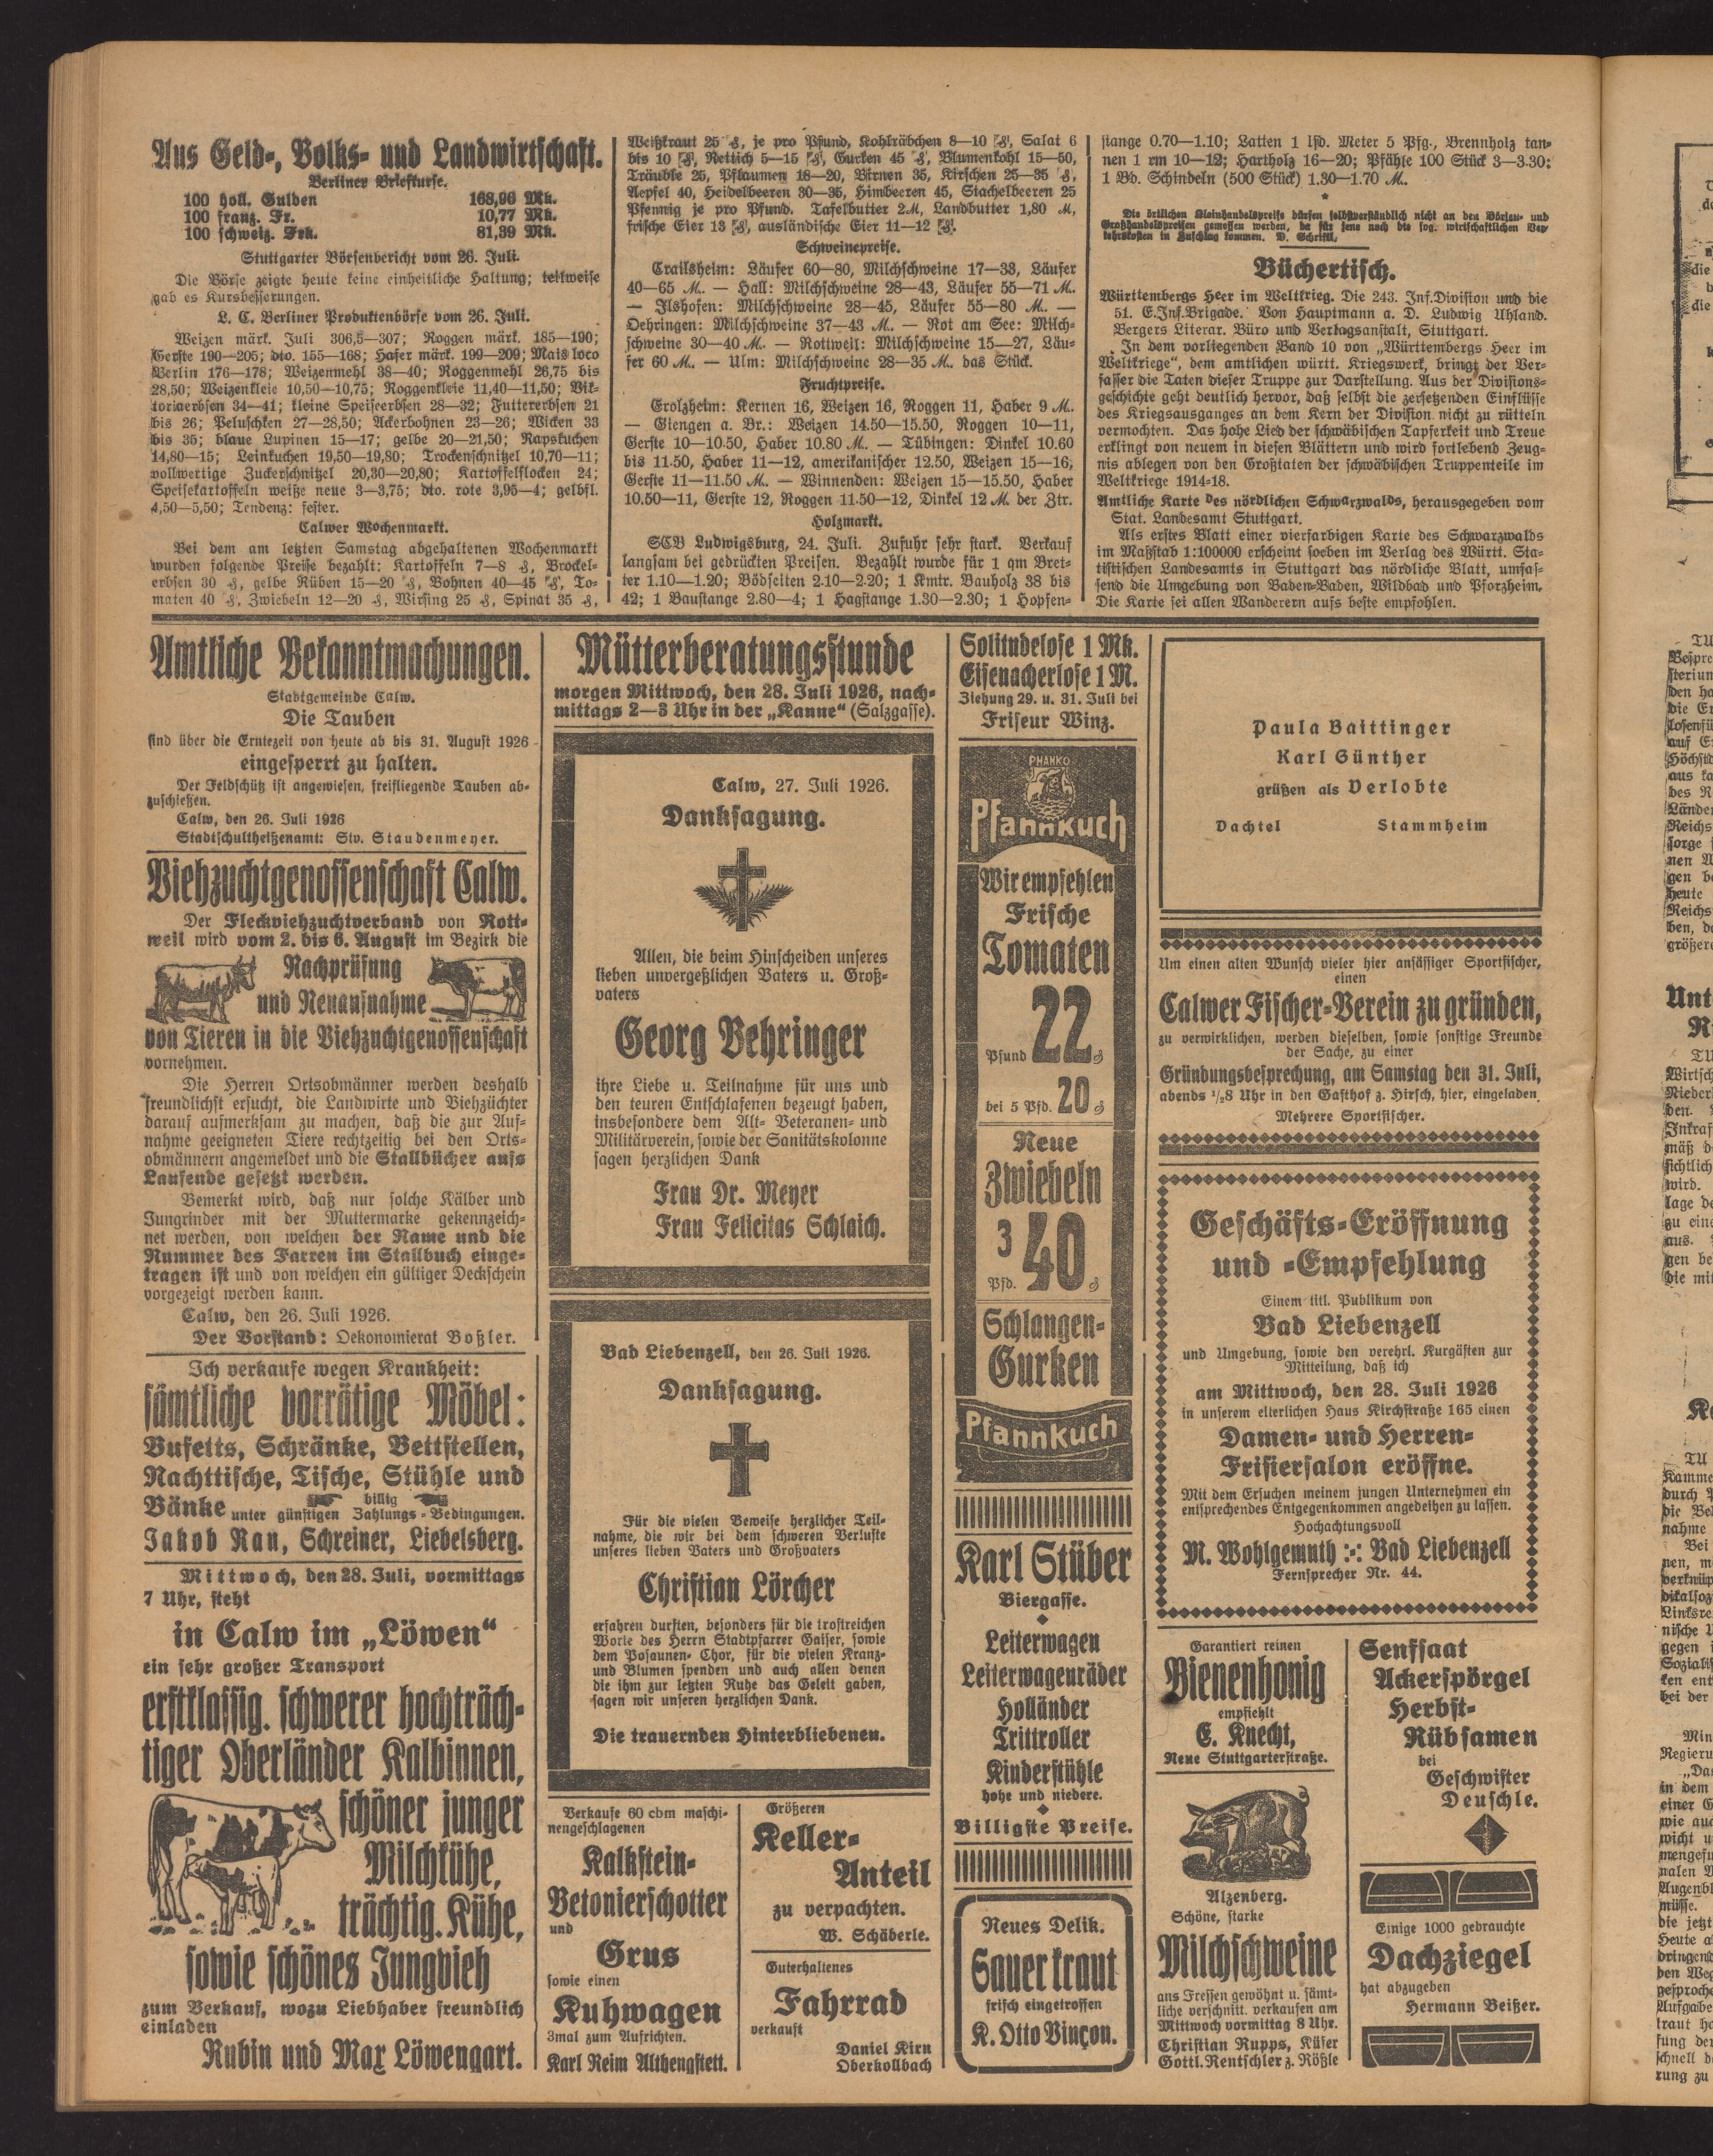 Aus Geld-, Volks- und Landwirtschaft.
Berliner Briefkurse.
100 holl. Gulden 168,96 Mk.
100 franz. Fr. 10,77 Mk.
100 schweiz. Frk. 81,39 Mk.
Stuttgarter Börsenbericht vom 26. Juli.
Die Börse zeigte heute keine einheitliche Haltung; teilweise
gab es Kursbesserungen.
L. C. Berliner Produktenbörse vom 26. Juli.
Weizen märk. Juli 306,5—307; Roggen märk. 185—190;
Gerste 190—205; dto. 155—168; Hafer märk. 199—209; Mais loco
Berlin 176—178; Weizenmehl 38—40; Roggenmehl 26,75 bis
28,50; Weizenkleie 10,50—10,75; Roggenkleie 11,40—11,50; Vik-
toriaerbsen 34—41; kleine Speiseerbsen 28—32; Futtererbsen 21
bis 26; Peluschken 27—28,50; Ackerbohnen 23—26; Wicken 33
bis 35; blaue Lupinen 15—17; gelbe 20—21,50; Rapskuchen
14,80—15; Leinkuchen 19,50—19,80; Trockenschnitzel 10,70—11;
vollwertige Zuckerschnitzel 20,30—20,80; Kartoffelflocken 24;
Speisekartoffeln weiße neue 3—3,75; dto. rote 3,95—4; gelbfl.
4,50—5,50; Tendenz: fester.
Calwer Wochenmarkt.
Bei dem am letzten Samstag abgehaltenen Wochenmarkt
wurden folgende Preise bezahlt: Kartoffeln 7—8 ₰, Brockel-
erbsen 30 ₰, gelbe Rüben 15—20 ₰, Bohnen 40—45 ₰, To-
maten 40 ₰, Zwiebeln 12—20 ₰, Wirsing 25 ₰, Spinat 35 ₰,
Weißkraut 25 ₰, je pro Pfund, Kohlräbchen 8—10 ₰, Salat 6
bis 10 ₰, Rettich 5—15 ₰, Gurken 45 ₰, Blumenkohl 15—50,
Träuble 25, Pflaumen 18—20, Birnen 35, Kirschen 25—35 ₰,
Aepfel 40, Heidelbeeren 30—35, Himbeeren 45, Stachelbeeren 25
Pfennig je pro Pfund. Tafelbutter 2 M, Landbutter 1,80 M,
frische Eier 13 ₰, ausländische Eier 11—12 ₰.
Schweinepreise.
Crailsheim: Läufer 60—80, Milchschweine 17—33, Läufer
40—65 M. — Hall: Milchschweine 28—43, Läufer 55—71 M.
— Ilshofen: Milchschweine 28—45, Läufer 55—80 M. —
Oehringen: Milchschweine 37—43 M. — Rot am See: Milch-
schweine 30—40 M. — Rottweil: Milchschweine 15—27, Läu-
fer 60 M. — Ulm: Milchschweine 28—35 M. das Stück.
Fruchtpreise.
Erolzheim: Kernen 16, Weizen 16, Roggen 11, Haber 9 M.
— Giengen a. Br.: Weizen 14.50—15.50, Roggen 10—11,
Gerste 10—10.50, Haber 10.80 M. — Tübingen: Dinkel 10.60
bis 11.50, Haber 11—12, amerikanischer 12.50, Weizen 15—16,
Gerste 11—11.50 M. — Winnenden: Weizen 15—15.50, Haber
10.50—11, Gerste 12, Roggen 11.50—12, Dinkel 12 M. der Ztr.
Holzmarkt.
SCB Ludwigsburg, 24. Juli. Zufuhr sehr stark. Verkauf
langsam bei gedrückten Preisen. Bezahlt wurde für 1 qm Bret-
ter 1.10—1.20; Bödseiten 2.10—2.20; 1 Kmtr. Bauholz 38 bis
42; 1 Baustange 2.80—4; 1 Hagstange 1.30—2.30; 1 Hopfen-
stange 0.70—1.10; Latten 1 lfd. Meter 5 Pfg., Brennholz tan-
nen 1 rm 10—12; Hartholz 16—20; Pfähle 100 Stück 3—3.30;
1 Bd. Schindeln (500 Stück) 1.30—1.70 M.
*
Die örtlichen Kleinhandelspreise dürfen selbstverständlich nicht an den Börsen- und
Großhandelspreisen gemessen werden, da für jene noch die sog. wirtschaftlichen Ver-
kehrskosten in Zuschlag kommen. D. Schriftl.
Büchertisch.
Württembergs Heer im Weltkrieg. Die 243. Inf.Division und die
51. E.Inf.Brigade. Von Hauptmann a. D. Ludwig Uhland.
Bergers Literar. Büro und Verlagsanstalt, Stuttgart.
In dem vorliegenden Band 10 von „Württembergs Heer im
Weltkriege“, dem amtlichen württ. Kriegswerk, bringt der Ver-
fasser die Taten dieser Truppe zur Darstellung. Aus der Divisions-
geschichte geht deutlich hervor, daß selbst die zersetzenden Einflüsse
des Kriegsausganges an dem Kern der Division nicht zu rütteln
vermochten. Das hohe Lied der schwäbischen Tapferkeit und Treue
erklingt von neuem in diesen Blättern und wird fortlebend Zeug-
nis ablegen von den Großtaten der schwäbischen Truppenteile im
Weltkriege 1914-18.
Amtliche Karte des nördlichen Schwarzwalds, herausgegeben vom
Stat. Landesamt Stuttgart.
Als erstes Blatt einer vierfarbigen Karte des Schwarzwalds
im Maßstab 1:100000 erscheint soeben im Verlag des Württ. Sta-
tistischen Landesamts in Stuttgart das nördliche Blatt, umfas-
send die Umgebung von Baden-Baden, Wildbad und Pforzheim.
Die Karte sei allen Wanderern aufs beste empfohlen.
Amtliche Bekanntmachungen.
Stadtgemeinde Calw.
Die Tauben
sind über die Erntezeit von heute ab bis 31. August 1926
eingesperrt zu halten.
Der Feldschütz ist angewiesen, freifliegende Tauben ab-
zuschießen.
Calw, den 26. Juli 1926
Stadtschultheißenamt: Stv. Staudenmeyer.
Viehzuchtgenossenschaft Calw.
Der Fleckviehzuchtverband von Rott-
weil wird vom 2. bis 6. August im Bezirk die
Nachprüfung
und Neuaufnahme
von Tieren in die Viehzuchtgenossenschaft
vornehmen.
Die Herren Ortsobmänner werden deshalb
freundlichst ersucht, die Landwirte und Viehzüchter
darauf aufmerksam zu machen, daß die zur Auf-
nahme geeigneten Tiere rechtzeitig bei den Orts-
obmännern angemeldet und die Stallbücher aufs
Laufende gesetzt werden.
Bemerkt wird, daß nur solche Kälber und
Jungrinder mit der Muttermarke gekennzeich-
net werden, von welchen der Name und die
Nummer des Farren im Stallbuch einge-
tragen ist und von welchen ein gültiger Deckschein
vorgezeigt werden kann.
Calw, den 26. Juli 1926.
Der Vorstand: Oekonomierat Boßler.
Ich verkaufe wegen Krankheit:
sämtliche vorrätige Möbel:
Bufetts, Schränke, Bettstellen,
Nachttische, Tische, Stühle und
Bänke billig unter günstigen Zahlungs-Bedingungen.
Jakob Rau, Schreiner, Liebelsberg.
Mittwoch, den 28. Juli, vormittags
7 Uhr, steht
in Calw im „Löwen“
ein sehr großer Transport
erstklassig. schwerer hochträch-
tiger Oberländer Kalbinnen,
schöner junger
Milchkühe,
trächtig. Kühe,
sowie schönes Jungvieh
zum Verkauf, wozu Liebhaber freundlich
einladen
Rubin und Max Löwengart.
Mütterberatungsstunde
morgen Mittwoch, den 28. Juli 1926, nach-
mittags 2—3 Uhr in der „Kanne“ (Salzgasse).
Calw, 27. Juli 1926.
Danksagung.
Allen, die beim Hinscheiden unseres
lieben unvergeßlichen Vaters u. Groß-
vaters
Georg Behringer
ihre Liebe u. Teilnahme für uns und
den teuren Entschlafenen bezeugt haben,
insbesondere dem Alt- Veteranen- und
Militärverein, sowie der Sanitätskolonne
sagen herzlichen Dank
Frau Dr. Meyer
Frau Felicitas Schlaich.
Bad Liebenzell, den 26. Juli 1926.
Danksagung.
Für die vielen Beweise herzlicher Teil-
nahme, die wir bei dem schweren Verluste
unseres lieben Vaters und Großvaters
Christian Lörcher
erfahren durften, besonders für die trostreichen
Worte des Herrn Stadtpfarrer Gaiser, sowie
dem Posaunen- Chor, für die vielen Kranz-
und Blumen spenden und auch allen denen
die ihm zur letzten Ruhe das Geleit gaben,
sagen wir unseren herzlichen Dank.
Die trauernden Hinterbliebenen.
Verkaufe 60 cbm maschi-
nengeschlagenen
Kalkstein-
Betonierschotter
und
Grus
sowie einen
Kuhwagen
3mal zum Aufrichten.
Karl Reim Althengstett.
Größeren
Keller-
Anteil
zu verpachten.
W. Schäberle.
Guterhaltenes
Fahrrad
verkauft
Daniel Kirn
Oberkollbach
Solitudelose 1 Mk.
Eisenacherlose 1 M.
Ziehung 29. u. 31. Juli bei
Friseur Winz.
PHANKO
Pfannkuch
Wir empfehlen
Frische
Tomaten
Pfund 22 ₰
bei 5 Pfd. 20 ₰
Neue
Zwiebeln
3 Pfd. 40 ₰
Schlangen-
Gurken
Pfannkuch
Karl Stüber
Biergasse.
Leiterwagen
Leiterwagenräder
Holländer
Trittroller
Kinderstühle
hohe und niedere.
Billigste Preise.
Neues Delik.
Sauerkraut
frisch eingetroffen
K. Otto Vinçon.
Paula Baittinger
Karl Günther
grüßen als Verlobte
Dachtel Stammheim
Um einen alten Wunsch vieler hier ansässiger Sportfischer,
einen
Calwer Fischer-Verein zu gründen,
zu verwirklichen, werden dieselben, sowie sonstige Freunde
der Sache, zu einer
Gründungsbesprechung, am Samstag den 31. Juli,
abends ½8 Uhr in den Gasthof z. Hirsch, hier, eingeladen
Mehrere Sportfischer.
Geschäfts-Eröffnung
und -Empfehlung
Einem titl. Publikum von
Bad Liebenzell
und Umgebung, sowie den verehrl. Kurgästen zur
Mitteilung, daß ich
am Mittwoch, den 28. Juli 1926
in unserem elterlichen Haus Kirchstraße 165 einen
Damen- und Herren-
Frisiersalon eröffne.
Mit dem Ersuchen meinem jungen Unternehmen ein
entsprechendes Entgegenkommen angedeihen zu lassen.
Hochachtungsvoll
M. Wohlgemuth :-: Bad Liebenzell
Fernsprecher Nr. 44.
Garantiert reinen
Bienenhonig
empfiehlt
E. Knecht,
Neue Stuttgarterstraße.
Alzenberg.
Schöne, starke
Milchschweine
ans Fressen gewöhnt u. sämt-
liche verschnitt. verkaufen am
Mittwoch vormittag 8 Uhr.
Christian Rupps, Küfer
Gottl. Rentschler z. Rößle
Senfsaat
Ackerspörgel
Herbst-
Rübsamen
bei
Geschwister
Deuschle.
Einige 1000 gebrauchte
Dachziegel
hat abzugeben
Hermann Beißer.